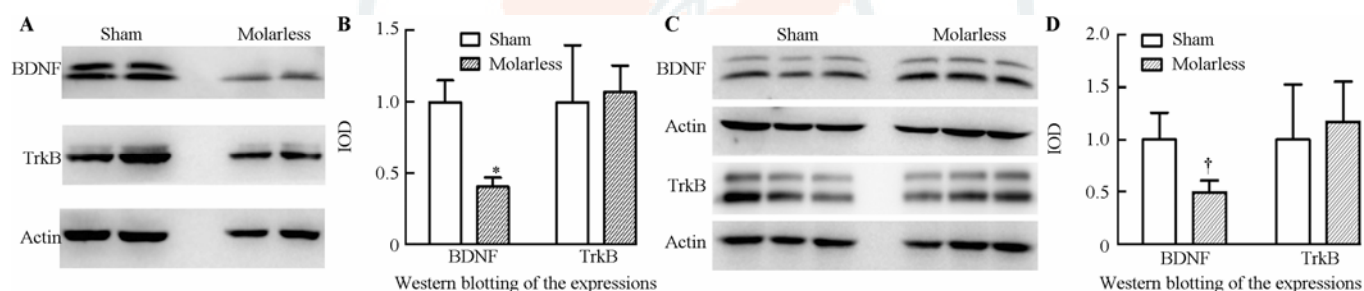 A
Sham Molarless
BDNF
TrkB
Actin
B
1.5
1.0
0.5
0
IOD
Sham
Molarless
*
BDNF TrkB
Western blotting of the expressions
C
Sham Molarless
BDNF
Actin
TrkB
Actin
D
2.0
1.5
1.0
0.5
0
IOD
Sham
Molarless
†
BDNF TrkB
Western blotting of the expressions